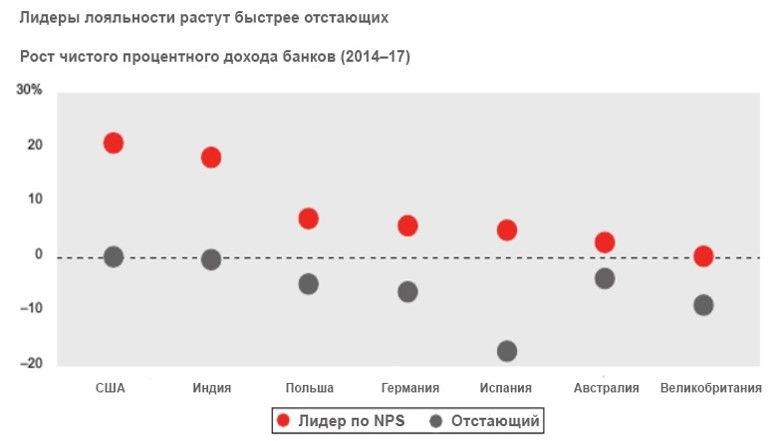 Лидеры лояльности растут быстрее отстающих
Рост чистого процентного дохода банков (2014–17)
30%
20
10
0
–10
–20
США Индия Польша Германия Испания Австралия Великобритания
Лидер по NPS Отстающий